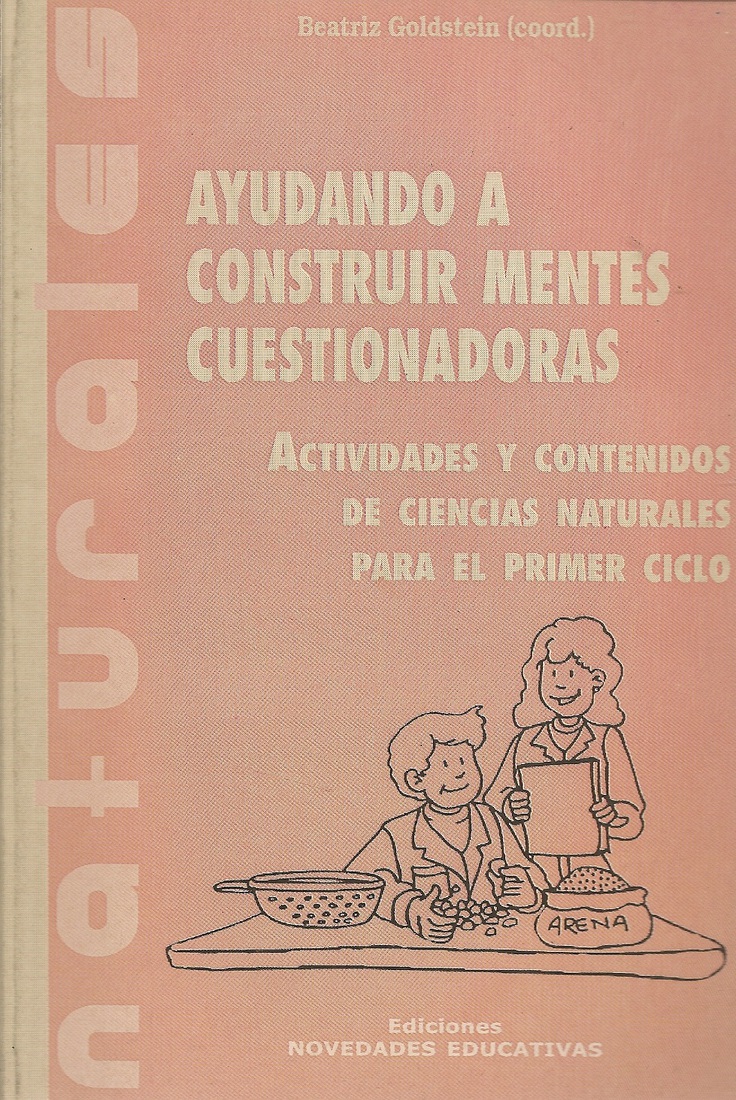 Beatriz Goldstein (coord.)
AYUDANDO A
CONSTRUIR MENTES
CUESTIONADORAS
ACTIVIDADES Y CONTENIDOS
DE CIENCIAS NATURALES
PARA EL PRIMER CICLO
naturales
ARENA
Ediciones
NOVEDADES EDUCATIVAS